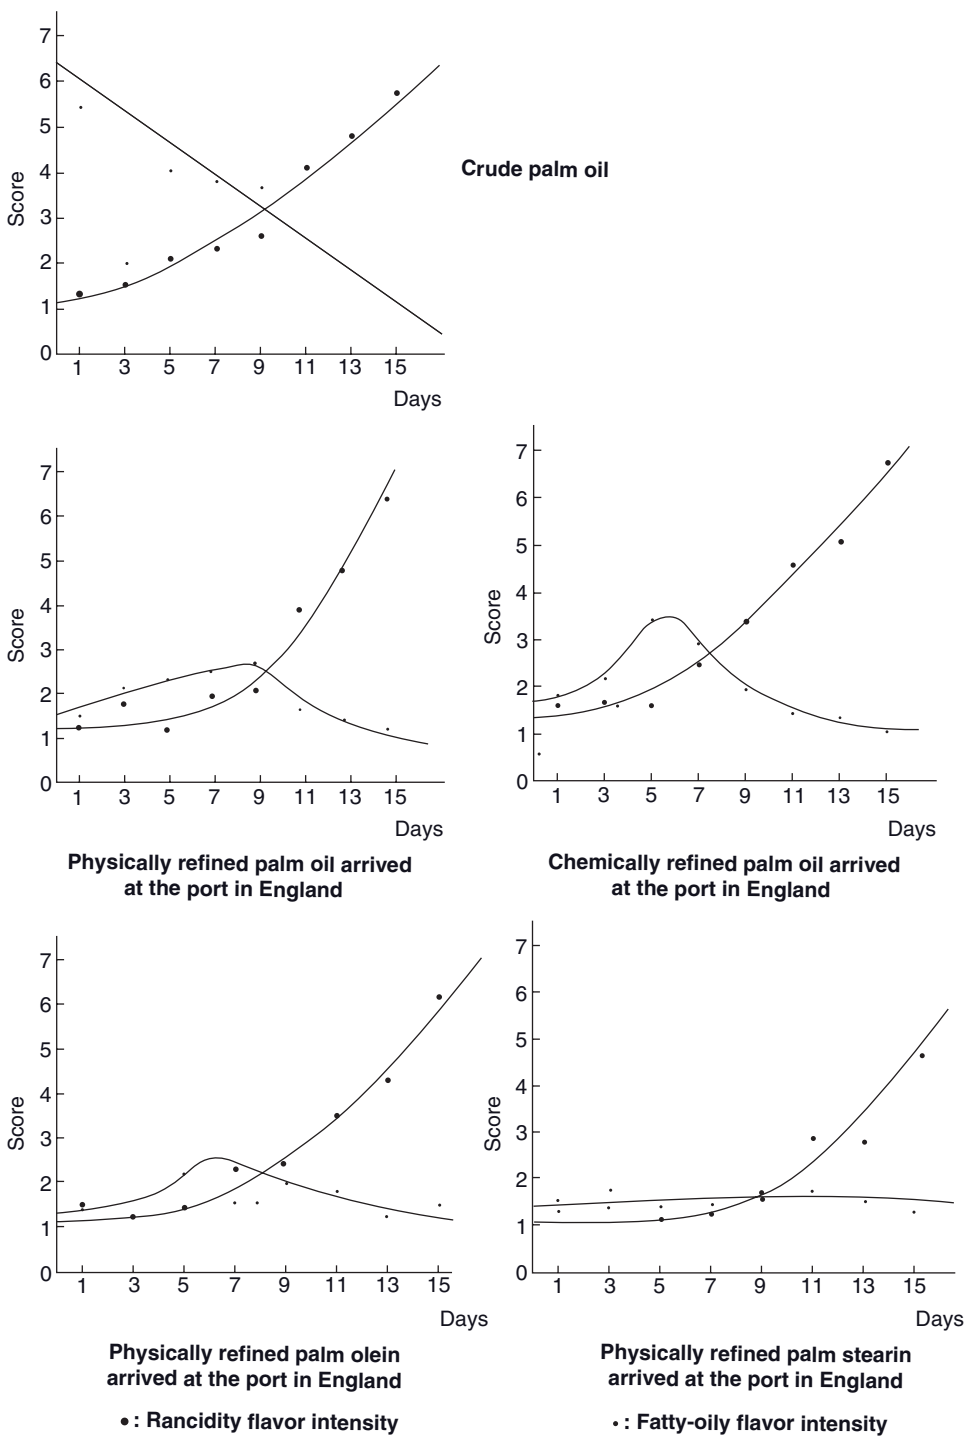 7
6
5
4
3
2
1
0
Score
1 3 5 7 9 11 13 15
Days
Crude palm oil
7
6
5
4
3
2
1
0
Score
1 3 5 7 9 11 13 15
Days
Physically refined palm oil arrived
at the port in England
7
6
5
4
3
2
1
0
Score
1 3 5 7 9 11 13 15
Days
Chemically refined palm oil arrived
at the port in England
7
6
5
4
3
2
1
0
Score
1 3 5 7 9 11 13 15
Days
Physically refined palm olein
arrived at the port in England
7
6
5
4
3
2
1
0
Score
1 3 5 7 9 11 13 15
Days
Physically refined palm stearin
arrived at the port in England
● : Rancidity flavor intensity
• : Fatty-oily flavor intensity